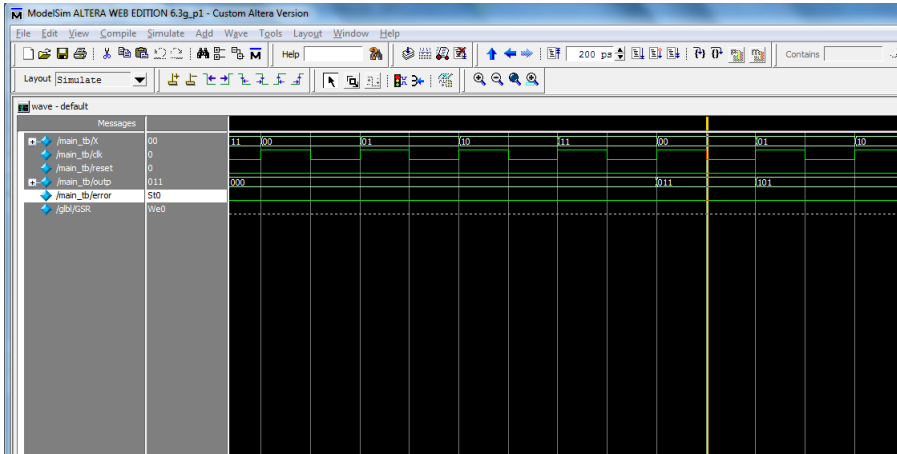 ModelSim ALTERA WEB EDITION 6.3g_p1 - Custom Altera Version
File Edit View Compile Simulate Add Wave Tools Layout Window Help
Help 200 ps Contains
Layout Simulate
wave - default
Messages
/main_tb/X 00 11 00 01 10 11 00 01 10
/main_tb/clk 0
/main_tb/reset 0
/main_tb/outp 011 000 011 101
/main_tb/error St0
/glbl/GSR We0